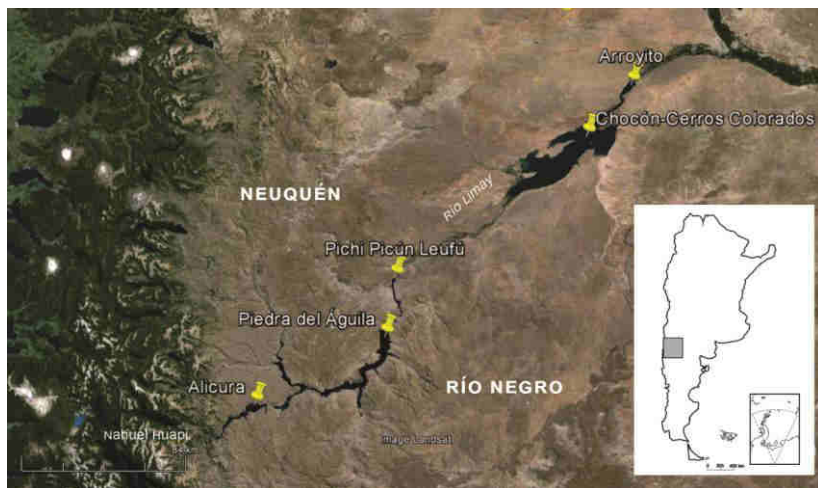 Arroyito
Chocón-Cerros Colorados
NEUQUÉN
Río Limay
Pichi Picún Leufú
Piedra del Águila
Alicura
RÍO NEGRO
Nahuel Huapi
Image Landsat